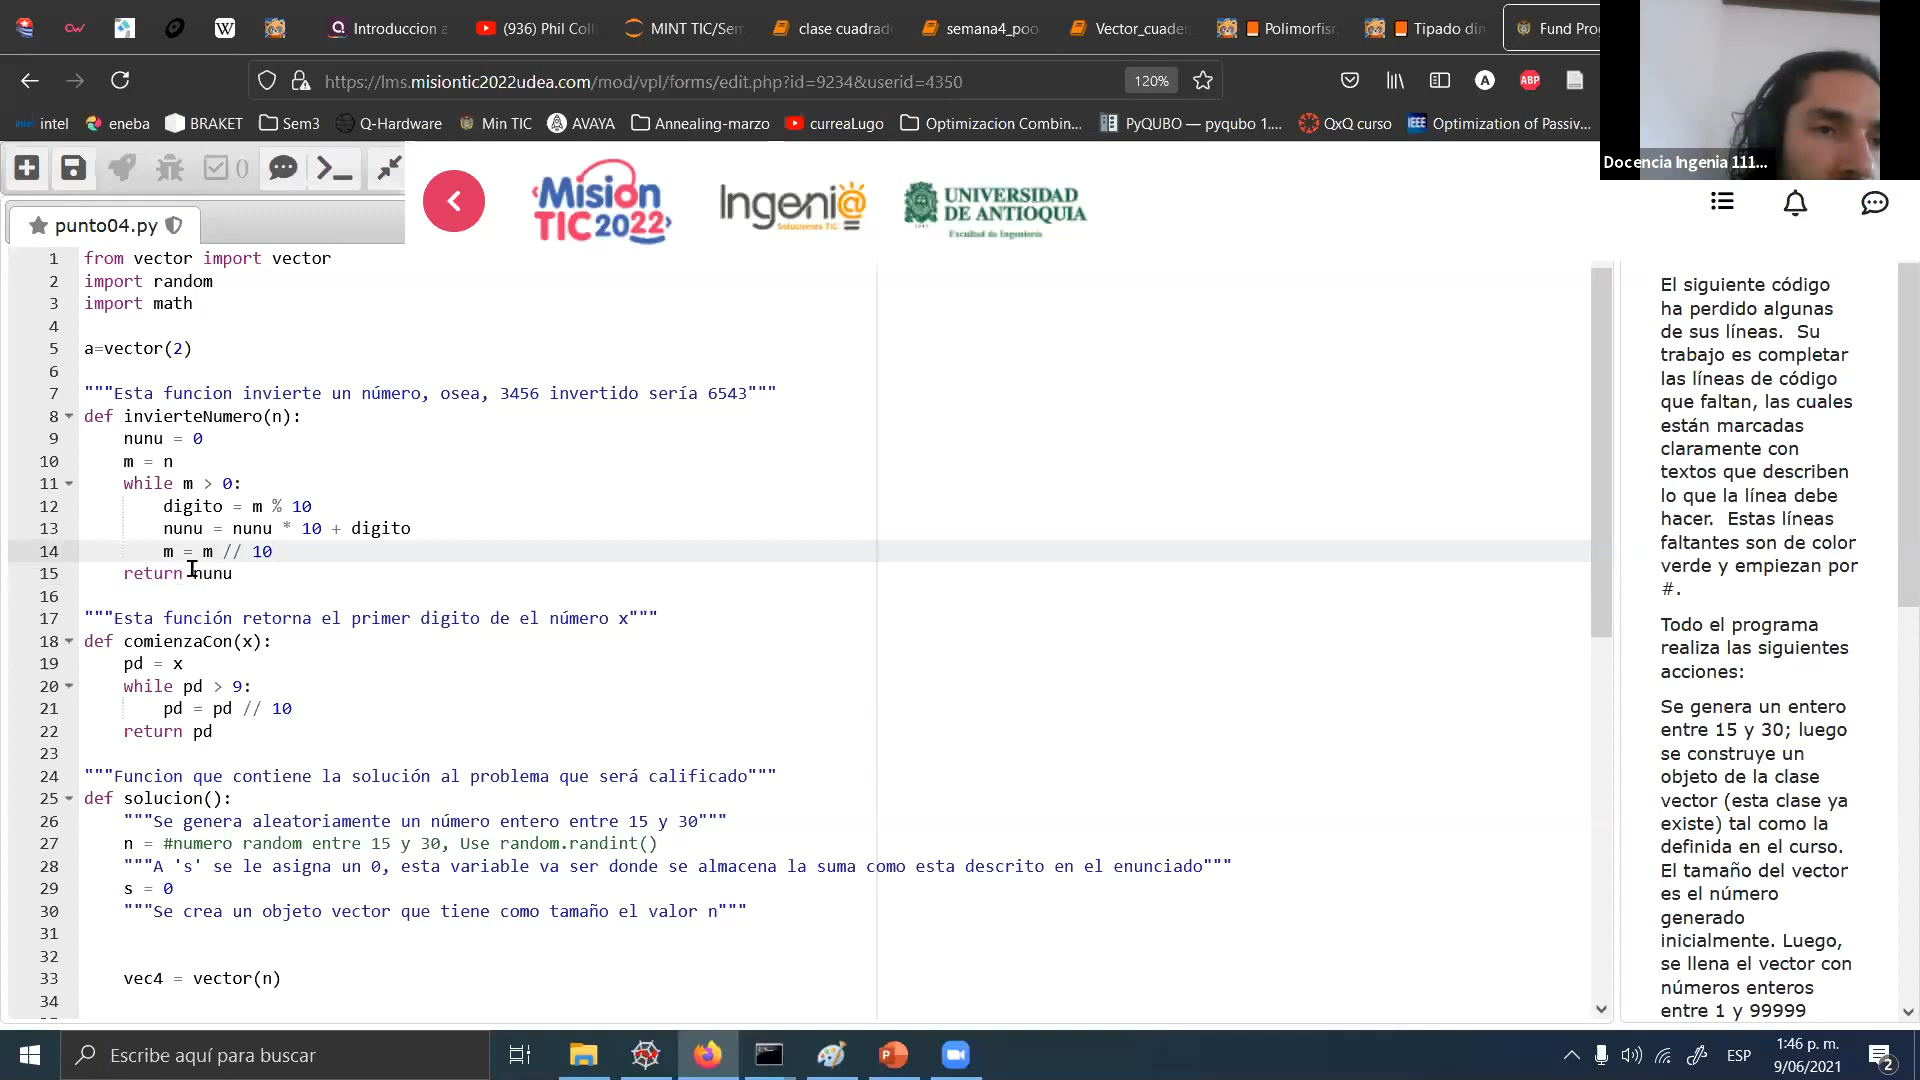 Introduccion a
(936) Phil Coll
MINT TIC/Sem
clase cuadrad
semana4_poo
Vector_cuader
Polimorfis
Tipado din
Fund Pro
https://lms.misiontic2022udea.com/mod/vpl/forms/edit.php?id=9234&userid=4350
120%
ABP
intel
eneba
BRAKET
Sem3
Q-Hardware
Min TIC
AVAYA
Annealing-marzo
curreaLugo
Optimizacion Combin...
PyQUBO — pyqubo 1....
QxQ curso
IEEE
Optimization of Passiv...
Docencia Ingenia 111...
Misión
TIC 2022
Ingeni@
Soluciones TIC
UNIVERSIDAD
DE ANTIOQUIA
Facultad de Ingeniería
punto04.py
1 from vector import vector
2 import random
3 import math
4
5 a=vector(2)
6
7 """Esta funcion invierte un número, osea, 3456 invertido sería 6543"""
8 def invierteNumero(n):
9 nunu = 0
10 m = n
11 while m > 0:
12 digito = m % 10
13 nunu = nunu * 10 + digito
14 m = m // 10
15 return nunu
16
17 """Esta función retorna el primer digito de el número x"""
18 def comienzaCon(x):
19 pd = x
20 while pd > 9:
21 pd = pd // 10
22 return pd
23
24 """Funcion que contiene la solución al problema que será calificado"""
25 def solucion():
26 """Se genera aleatoriamente un número entero entre 15 y 30"""
27 n = #numero random entre 15 y 30, Use random.randint()
28 """A 's' se le asigna un 0, esta variable va ser donde se almacena la suma como esta descrito en el enunciado"""
29 s = 0
30 """Se crea un objeto vector que tiene como tamaño el valor n"""
31
32
33 vec4 = vector(n)
34
El siguiente código
ha perdido algunas
de sus líneas. Su
trabajo es completar
las líneas de código
que faltan, las cuales
están marcadas
claramente con
textos que describen
lo que la línea debe
hacer. Estas líneas
faltantes son de color
verde y empiezan por
#.
Todo el programa
realiza las siguientes
acciones:
Se genera un entero
entre 15 y 30; luego
se construye un
objeto de la clase
vector (esta clase ya
existe) tal como la
definida en el curso.
El tamaño del vector
es el número
generado
inicialmente. Luego,
se llena el vector con
números enteros
entre 1 y 99999
Escribe aquí para buscar
ESP
1:46 p. m.
9/06/2021
2